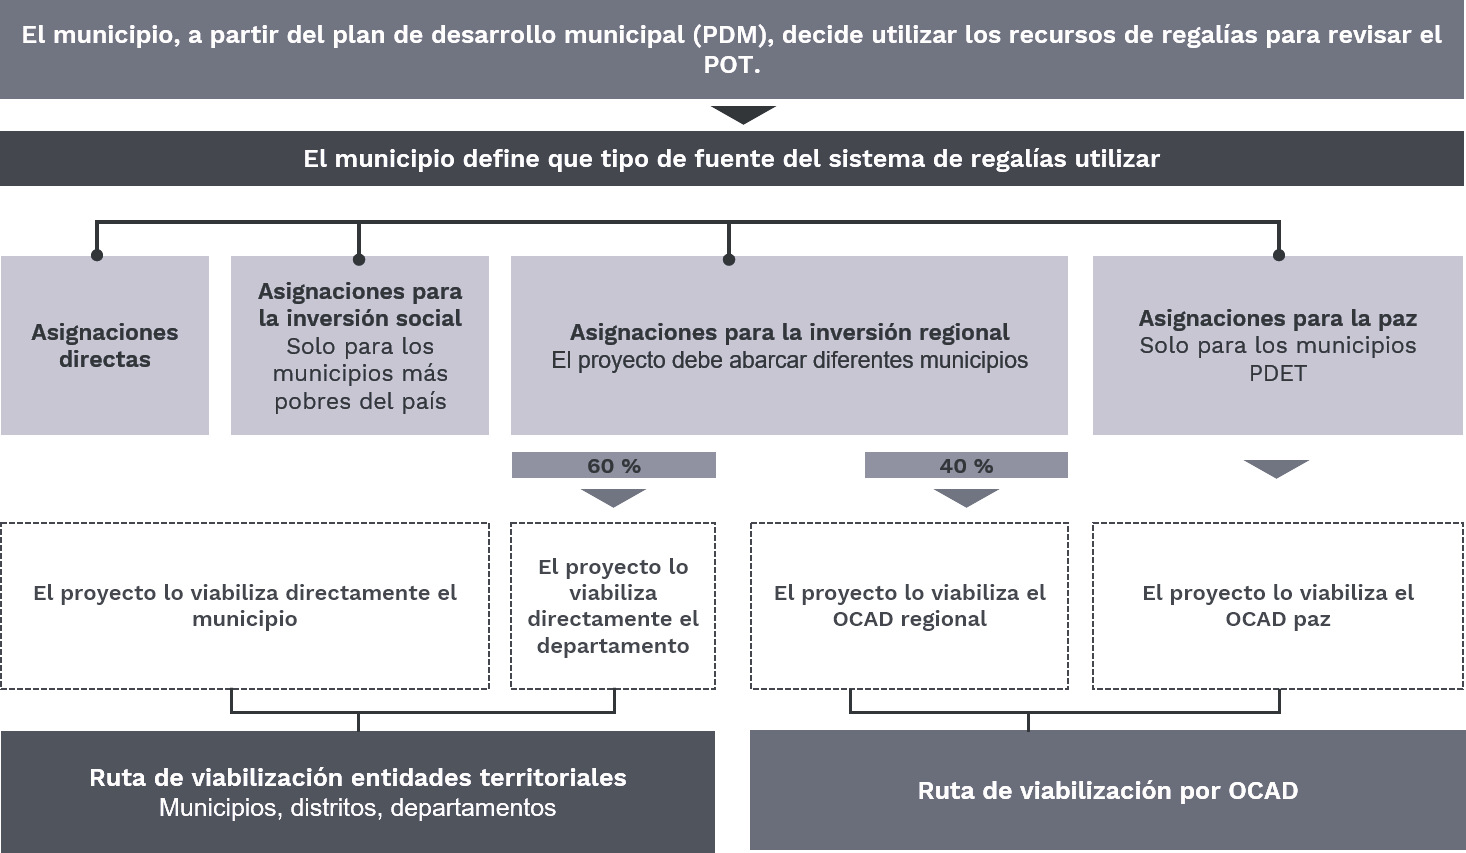 El municipio, a partir del plan de desarrollo municipal (PDM), decide utilizar los recursos de regalías para revisar el
POT.
El municipio define que tipo de fuente del sistema de regalías utilizar
Asignaciones
directas
Asignaciones para
la inversión social
Solo para los
municipios más
pobres del país
Asignaciones para la inversión regional
El proyecto debe abarcar diferentes municipios
Asignaciones para la paz
Solo para los municipios
PDET
60 %
40 %
El proyecto lo viabiliza directamente el
municipio
El proyecto lo
viabiliza
directamente el
departamento
El proyecto lo viabiliza el
OCAD regional
El proyecto lo viabiliza el
OCAD paz
Ruta de viabilización entidades territoriales
Municipios, distritos, departamentos
Ruta de viabilización por OCAD